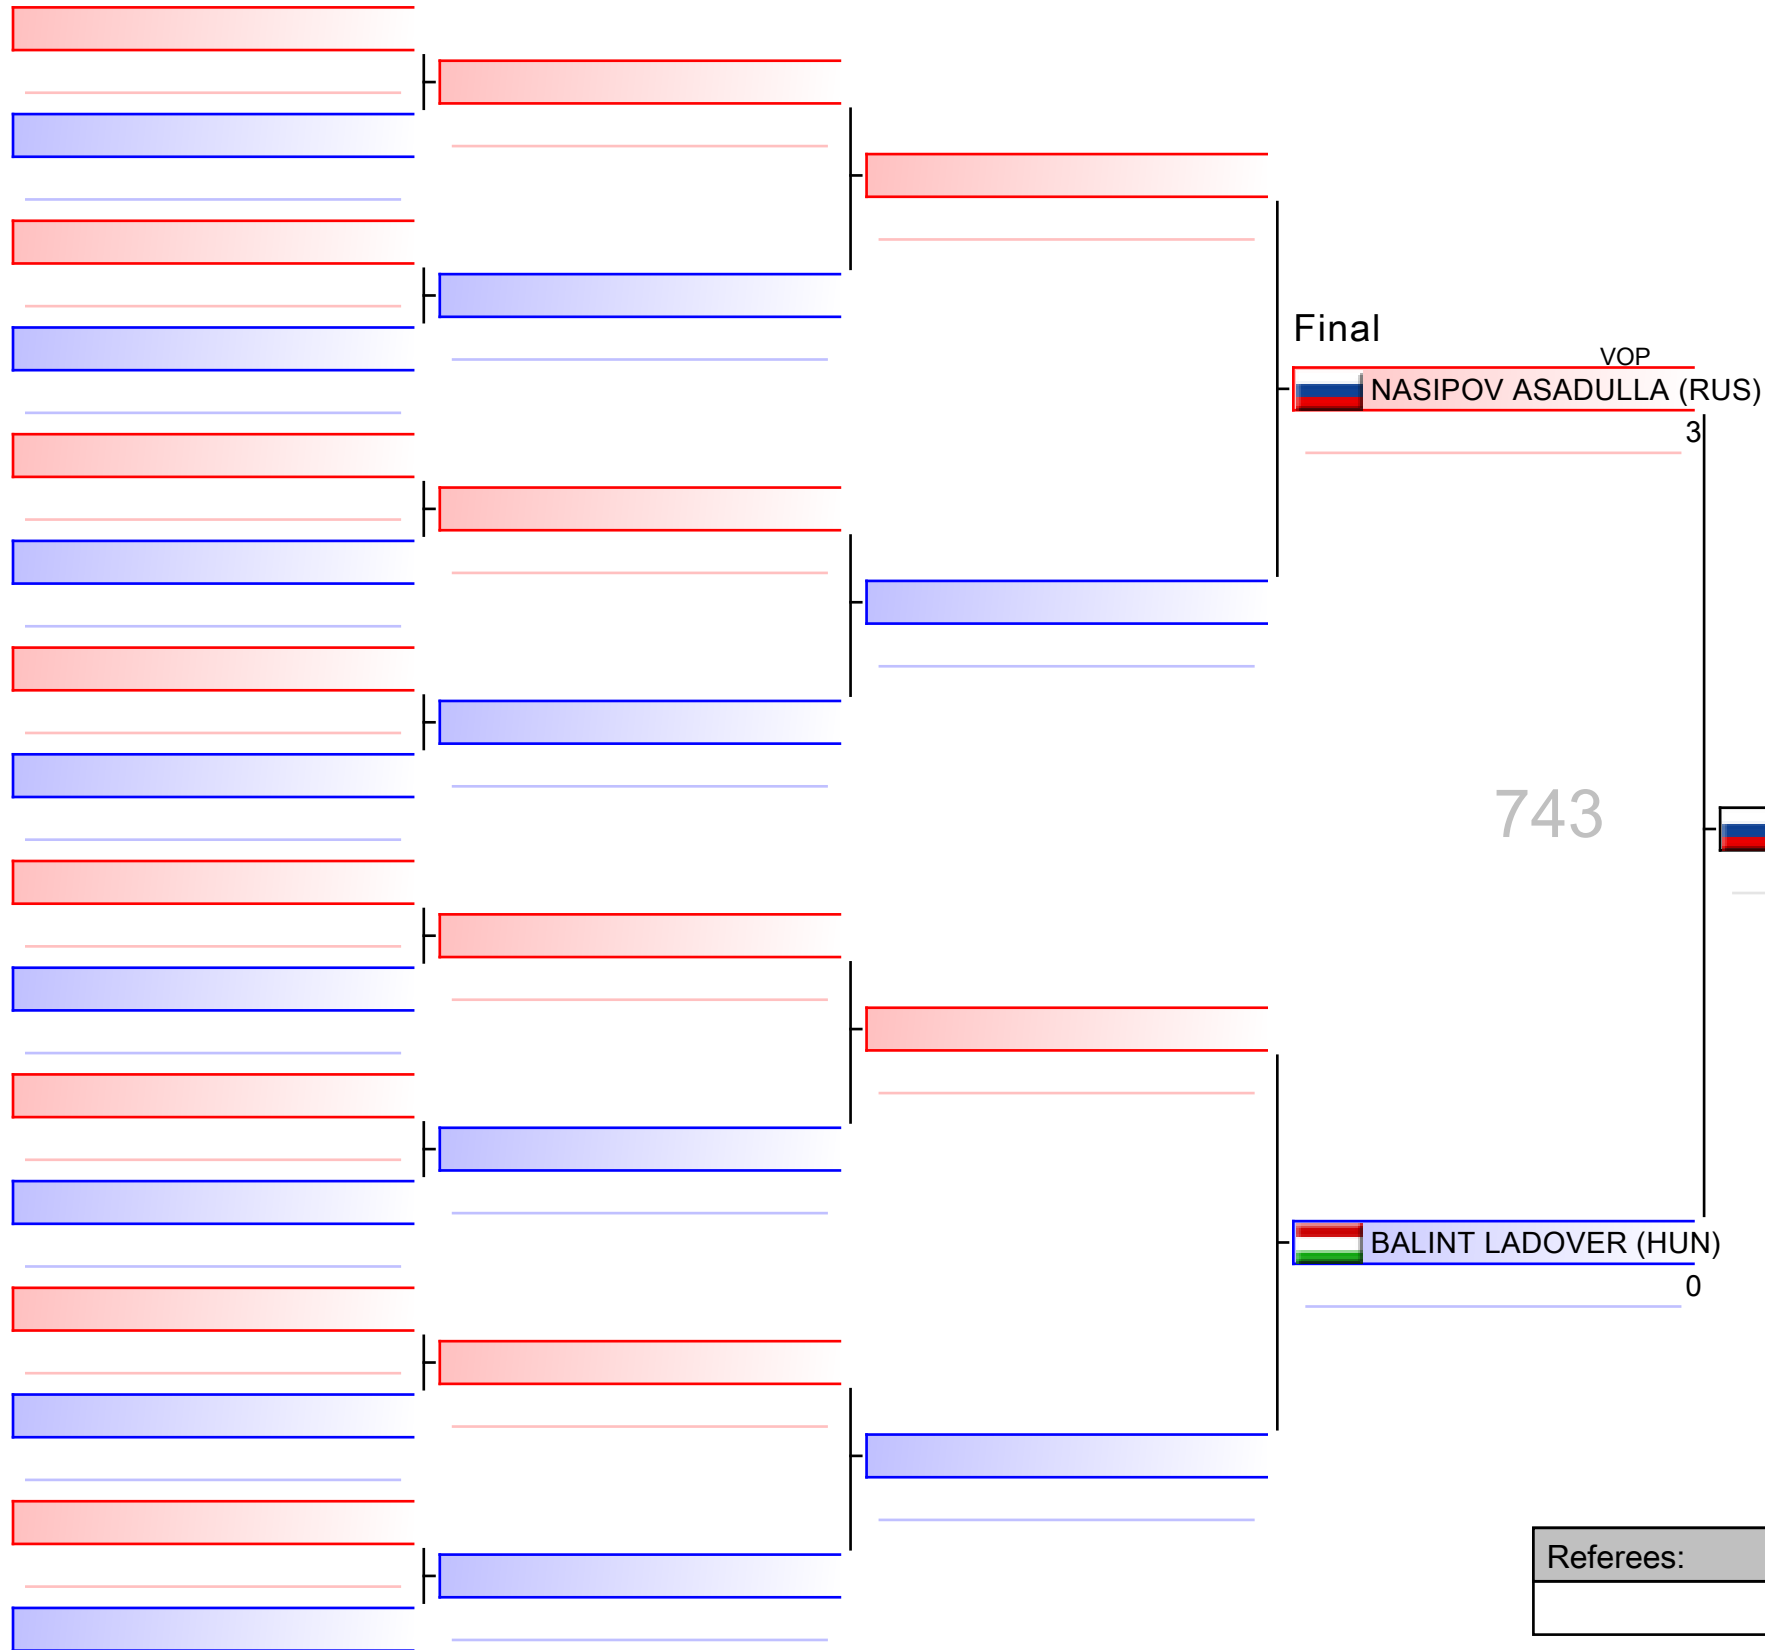 Final
VOP
NASIPOV ASADULLA (RUS)
3
743
BALINT LADOVER (HUN)
0
Referees: